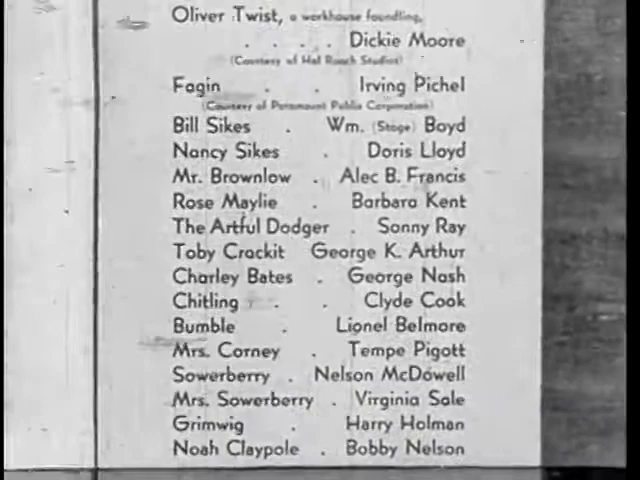 Oliver Twist, a workhouse foundling,
. . . . Dickie Moore
(Courtesy of Hal Roach Studios)
Fagin . . Irving Pichel
(Courtesy of Paramount Publix Corporation)
Bill Sikes . Wm. (Stage) Boyd
Nancy Sikes . Doris Lloyd
Mr. Brownlow . Alec B. Francis
Rose Maylie . Barbara Kent
The Artful Dodger . Sonny Ray
Toby Crackit George K. Arthur
Charley Bates . George Nash
Chitling . . Clyde Cook
Bumble . Lionel Belmore
Mrs. Corney . Tempe Pigott
Sowerberry . Nelson McDowell
Mrs. Sowerberry . Virginia Sale
Grimwig . Harry Holman
Noah Claypole . Bobby Nelson